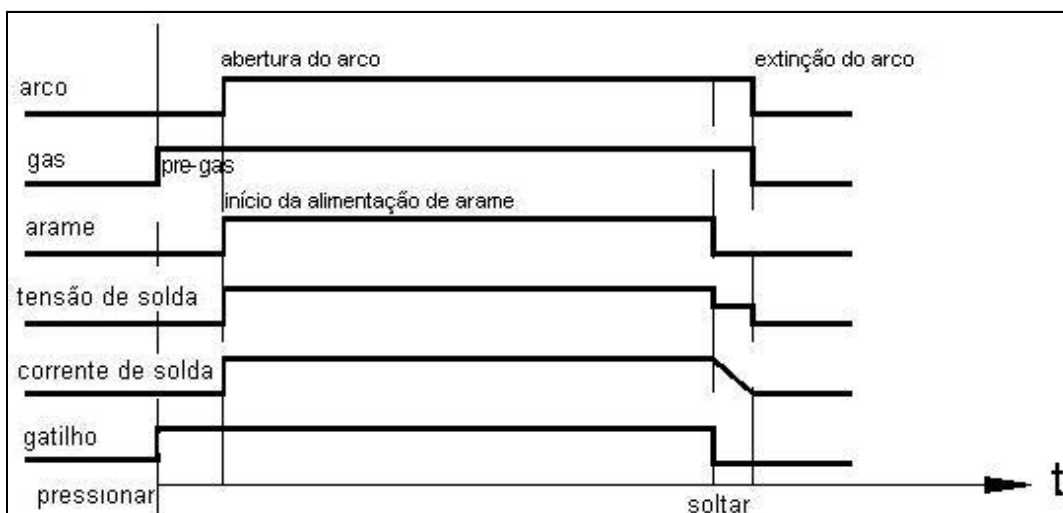 abertura do arco
extinção do arco
arco
gas
pre-gas
início da alimentação de arame
arame
tensão de solda
corrente de solda
gatilho
t
pressionar
soltar